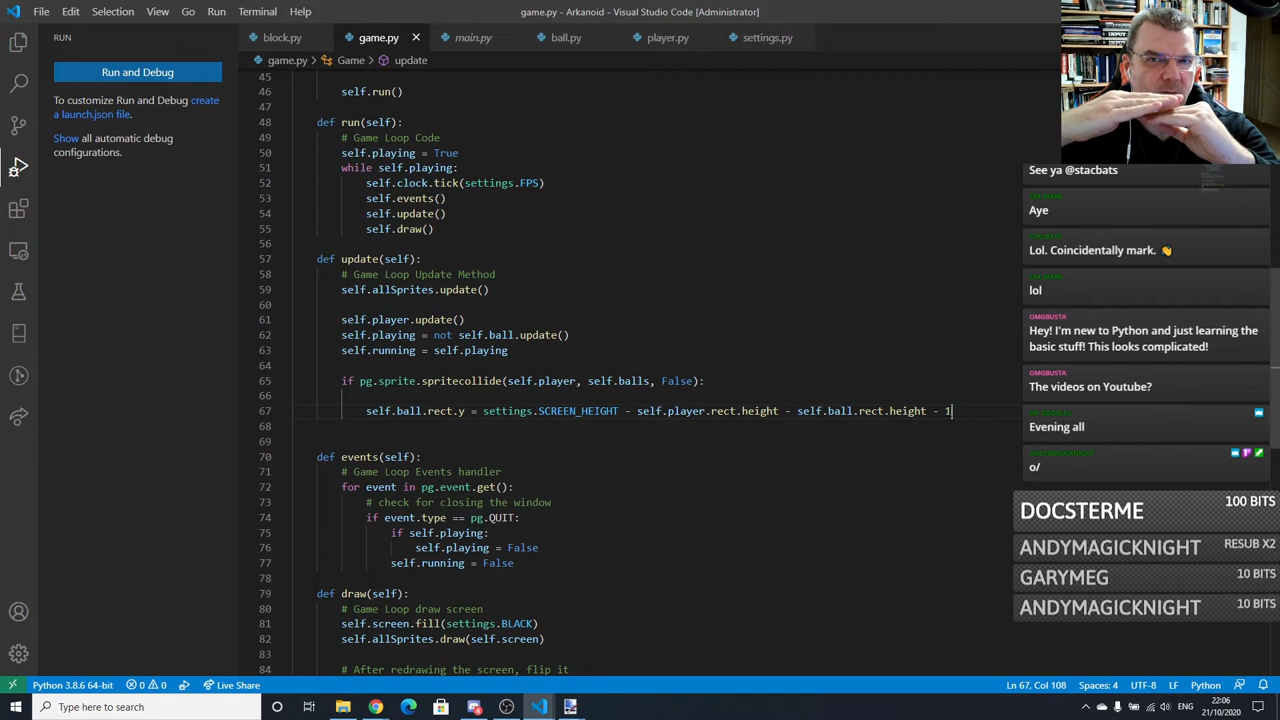 File Edit Selection View Go Run Terminal Help
game.py - Arkanoid - Visual Studio Code [Administrator]
RUN
Run and Debug
To customize Run and Debug create
a launch.json file.
Show all automatic debug
configurations.
block.py
main.py
ball.py
player.py
settings.py
game.py > Game > update
45
46 self.run()
47
48 def run(self):
49 # Game Loop Code
50 self.playing = True
51 while self.playing:
52 self.clock.tick(settings.FPS)
53 self.events()
54 self.update()
55 self.draw()
56
57 def update(self):
58 # Game Loop Update Method
59 self.allSprites.update()
60
61 self.player.update()
62 self.playing = not self.ball.update()
63 self.running = self.playing
64
65 if pg.sprite.spritecollide(self.player, self.balls, False):
66
67 self.ball.rect.y = settings.SCREEN_HEIGHT - self.player.rect.height - self.ball.rect.height - 1
68
69
70 def events(self):
71 # Game Loop Events handler
72 for event in pg.event.get():
73 # check for closing the window
74 if event.type == pg.QUIT:
75 if self.playing:
76 self.playing = False
77 self.running = False
78
79 def draw(self):
80 # Game Loop draw screen
81 self.screen.fill(settings.BLACK)
82 self.allSprites.draw(self.screen)
83
84 # After redrawing the screen, flip it
See ya @stacbats
Aye
STACBATS
Lol. Coincidentally mark. 👏
lol
OMGBUSTA
Hey! I'm new to Python and just learning the
basic stuff! This looks complicated!
OMGBUSTA
The videos on Youtube?
DR_GOGGLES
Evening all
ANDYMAGICKNIGHT
o/
DOCSTERME 100 BITS
ANDYMAGICKNIGHT RESUB X2
GARYMEG 10 BITS
ANDYMAGICKNIGHT 10 BITS
Python 3.8.6 64-bit 0 0 Live Share
Ln 67, Col 108 Spaces: 4 UTF-8 LF Python
Type here to search
22:06
21/10/2020